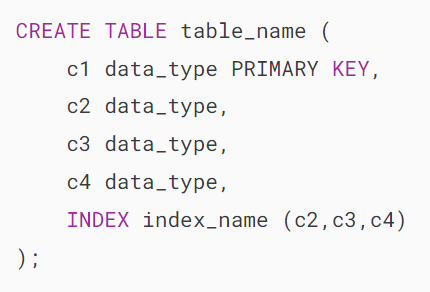 CREATE TABLE table_name (
    c1 data_type PRIMARY KEY,
    c2 data_type,
    c3 data_type,
    c4 data_type,
    INDEX index_name (c2,c3,c4)
);